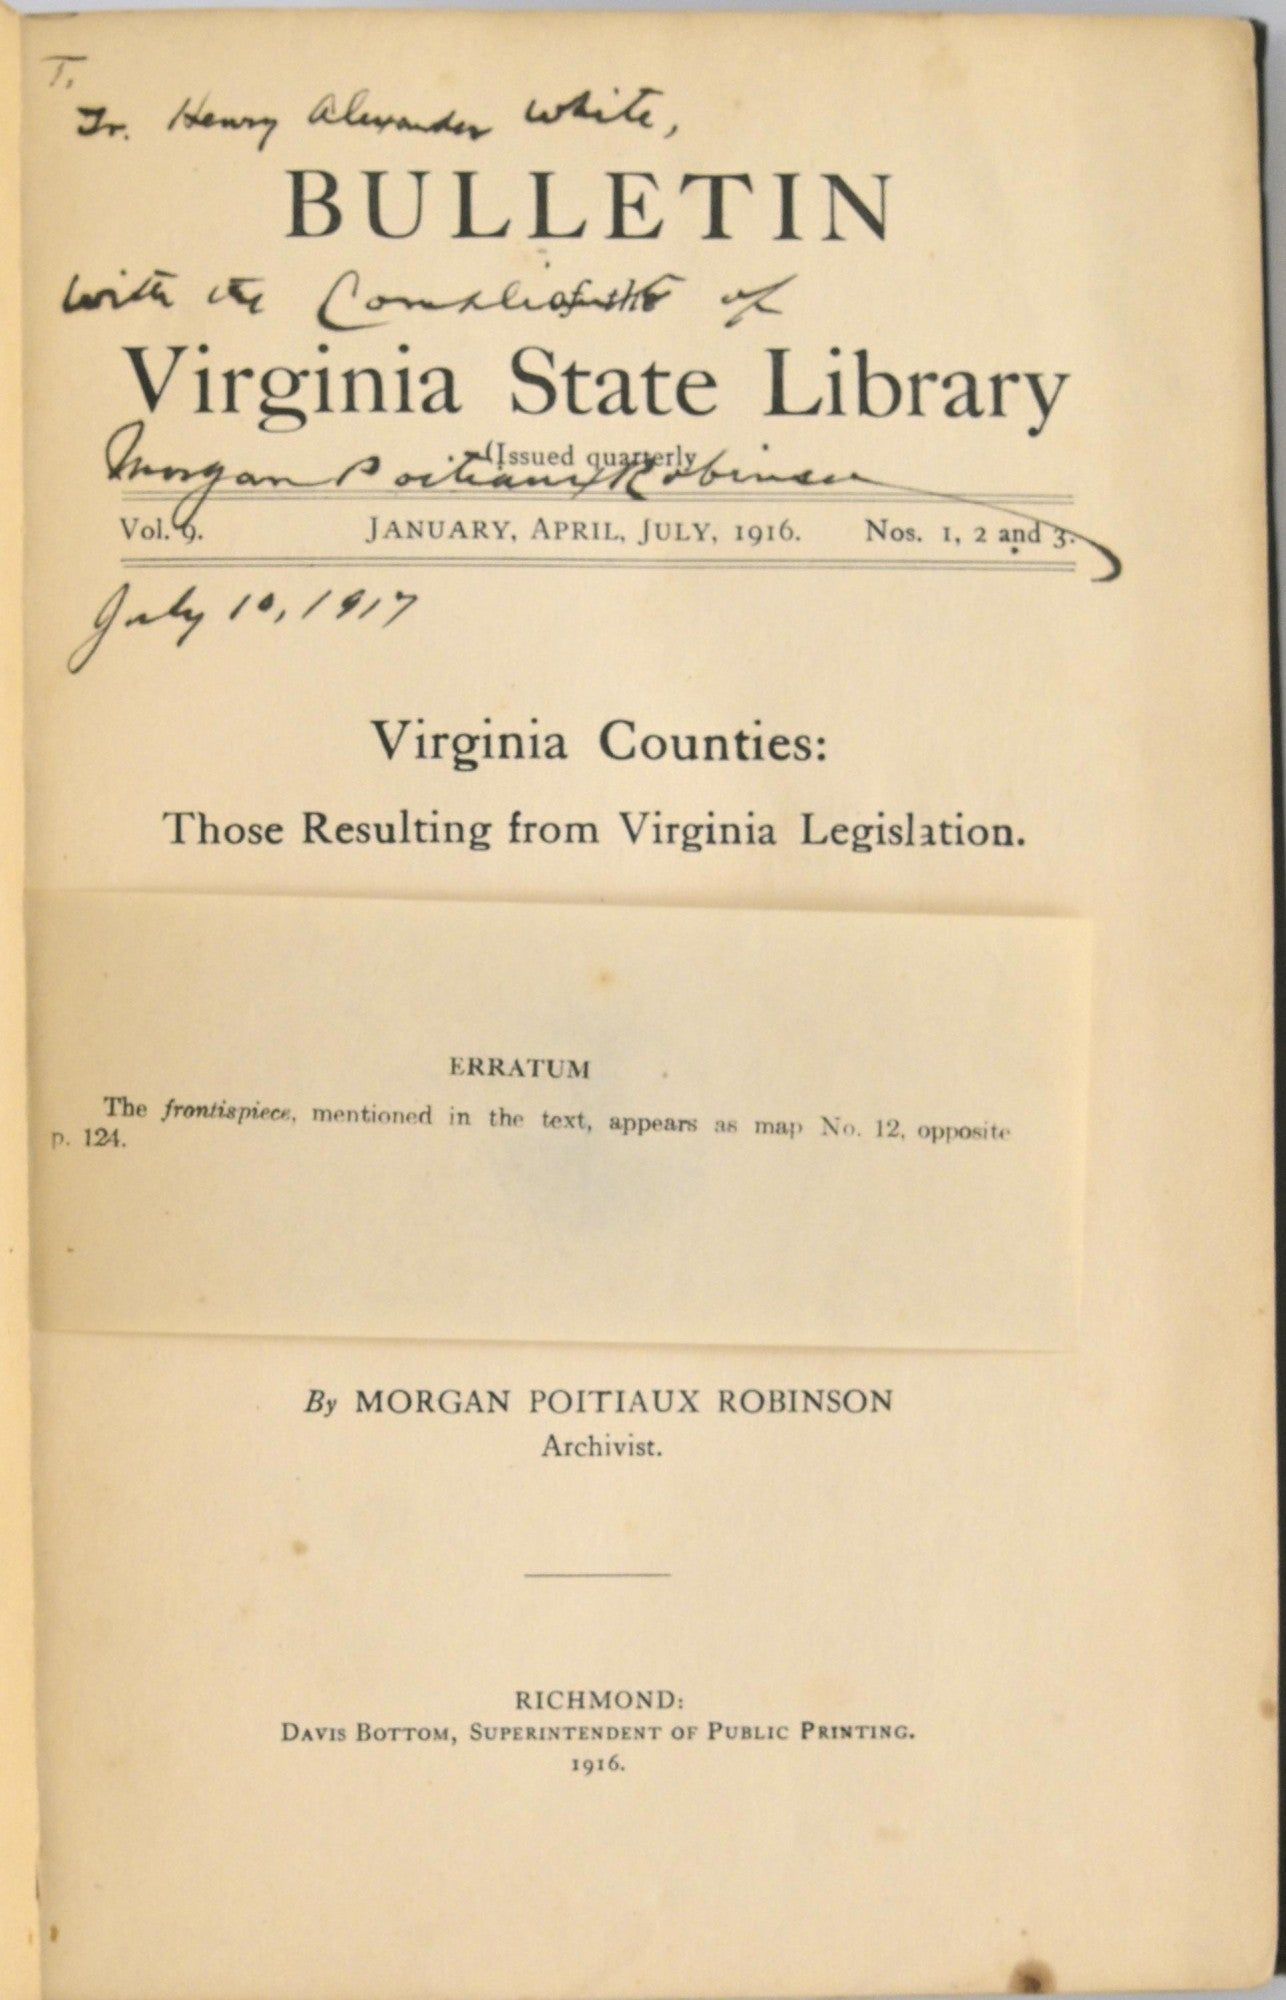 T.
Dr. Henry Alexander White,
BULLETIN
with the Compliments of
Virginia State Library
(Issued quarterly
Morgan Poitiaux Robinson
Vol. 9. JANUARY, APRIL, JULY, 1916. Nos. 1, 2 and 3.
July 10, 1917
Virginia Counties:
Those Resulting from Virginia Legislation.
ERRATUM
The frontispiece, mentioned in the text, appears as map No. 12, opposite
p. 124.
By MORGAN POITIAUX ROBINSON
Archivist.
RICHMOND:
DAVIS BOTTOM, SUPERINTENDENT OF PUBLIC PRINTING.
1916.